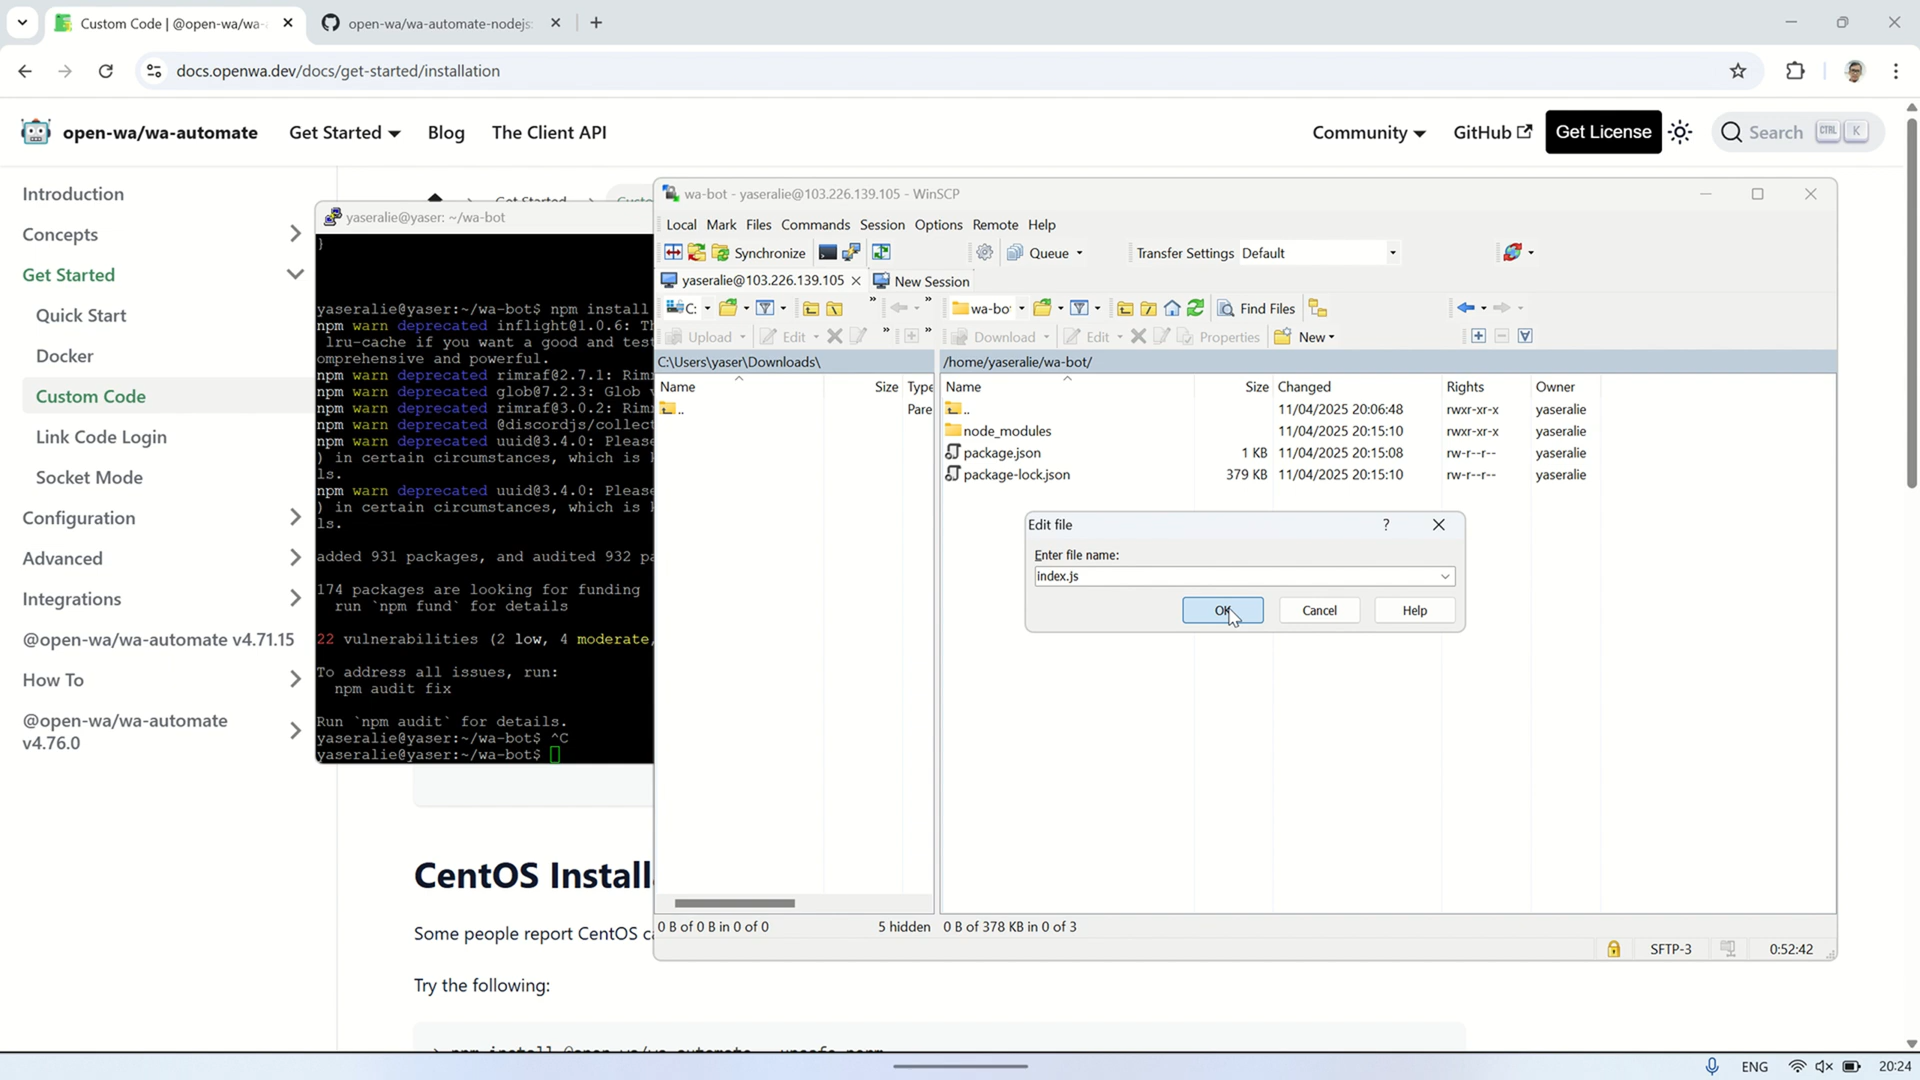 Custom Code | @open-wa/wa-
open-wa/wa-automate-nodejs:
docs.openwa.dev/docs/get-started/installation
open-wa/wa-automate
Get Started
Blog
The Client API
Community
GitHub
Get License
Search
CTRL
K
Introduction
Concepts
Get Started
Quick Start
Docker
Custom Code
Link Code Login
Socket Mode
Configuration
Advanced
Integrations
@open-wa/wa-automate v4.71.15
How To
@open-wa/wa-automate
v4.76.0
yaseralie@yaser: ~/wa-bot
}
yaseralie@yaser:~/wa-bot$ npm install
npm warn deprecated inflight@1.0.6: Th
lru-cache if you want a good and test
omprehensive and powerful.
npm warn deprecated rimraf@2.7.1: Rim
npm warn deprecated glob@7.2.3: Glob v
npm warn deprecated rimraf@3.0.2: Rim
npm warn deprecated @discordjs/collect
npm warn deprecated uuid@3.4.0: Please
) in certain circumstances, which is k
ls.
npm warn deprecated uuid@3.4.0: Please
) in certain circumstances, which is k
ls.
added 931 packages, and audited 932 pa
174 packages are looking for funding
run `npm fund` for details
22 vulnerabilities (2 low, 4 moderate,
To address all issues, run:
npm audit fix
Run `npm audit` for details.
yaseralie@yaser:~/wa-bot$ ^C
yaseralie@yaser:~/wa-bot$
CentOS Install
Some people report CentOS ca
Try the following:
wa-bot - yaseralie@103.226.139.105 - WinSCP
Local Mark Files Commands Session Options Remote Help
Synchronize
Queue
Transfer Settings Default
yaseralie@103.226.139.105
New Session
C:
wa-bo
Find Files
Upload
Edit
Download
Edit
Properties
New
C:\Users\yaser\Downloads\
/home/yaseralie/wa-bot/
Name Size Type
.. Pare
Name Size Changed Rights Owner
.. 11/04/2025 20:06:48 rwxr-xr-x yaseralie
node_modules 11/04/2025 20:15:10 rwxr-xr-x yaseralie
package.json 1 KB 11/04/2025 20:15:08 rw-r--r-- yaseralie
package-lock.json 379 KB 11/04/2025 20:15:10 rw-r--r-- yaseralie
Edit file
?
Enter file name:
index.js
OK
Cancel
Help
0 B of 0 B in 0 of 0
5 hidden
0 B of 378 KB in 0 of 3
SFTP-3
0:52:42
ENG
20:24